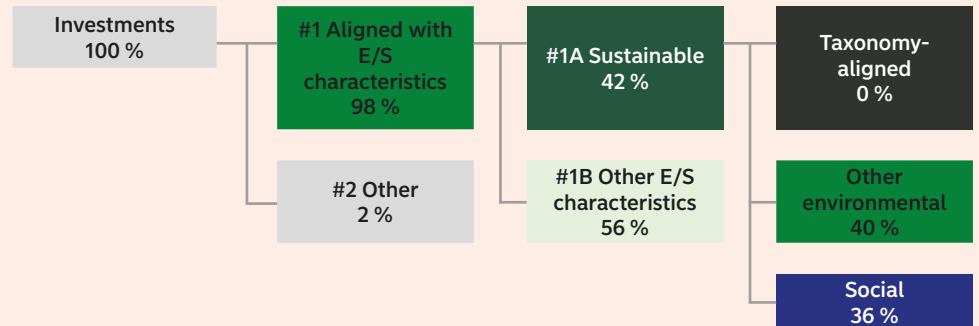 Investments
100 %
#1 Aligned with
E/S
characteristics
98 %
#1A Sustainable
42 %
Taxonomy-
aligned
0 %
#2 Other
2 %
#1B Other E/S
characteristics
56 %
Other
environmental
40 %
Social
36 %